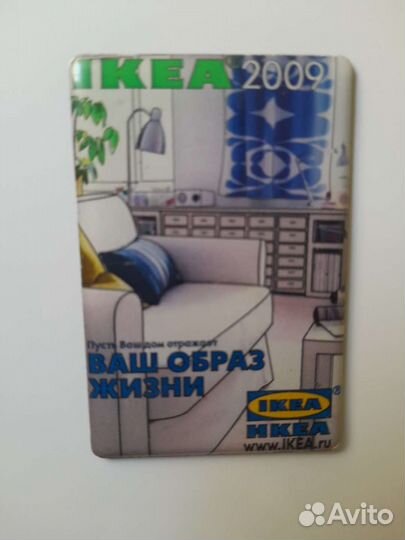 IKEA 2009
Пусть Ваш дом отражает
ВАШ ОБРАЗ
ЖИЗНИ
IKEA ®
ИКЕА
www.IKEA.ru
Avito